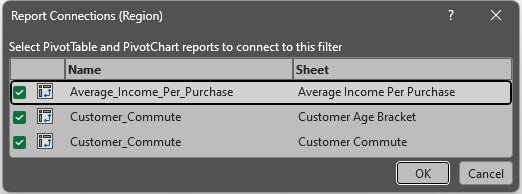 Report Connections (Region) ? ×
Select PivotTable and PivotChart reports to connect to this filter
Name Sheet
Average_Income_Per_Purchase Average Income Per Purchase
Customer_Commute Customer Age Bracket
Customer_Commute Customer Commute
OK Cancel